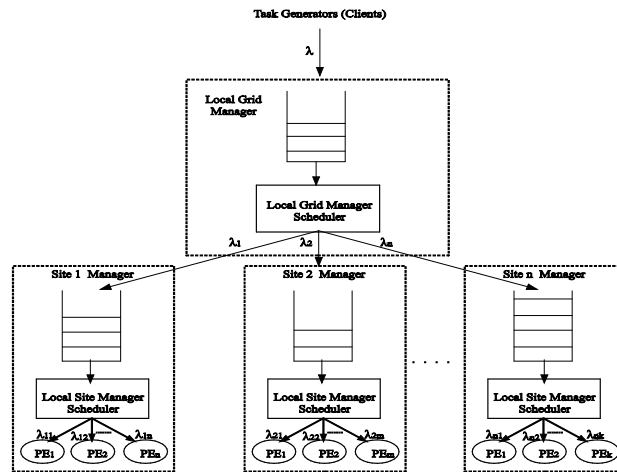 Task Generators (Clients)
λ
Local Grid
Manager
Local Grid Manager
Scheduler
λ1 λ2 λn
Site 1 Manager
Site 2 Manager
Site n Manager
. . . .
Local Site Manager
Scheduler
Local Site Manager
Scheduler
Local Site Manager
Scheduler
λ11 λ12 ------- λ1n
λ21 λ22 ------- λ2m
λn1 λn2 ------- λnk
PE1 PE2 PEn
PE1 PE2 PEm
PE1 PE2 PEk